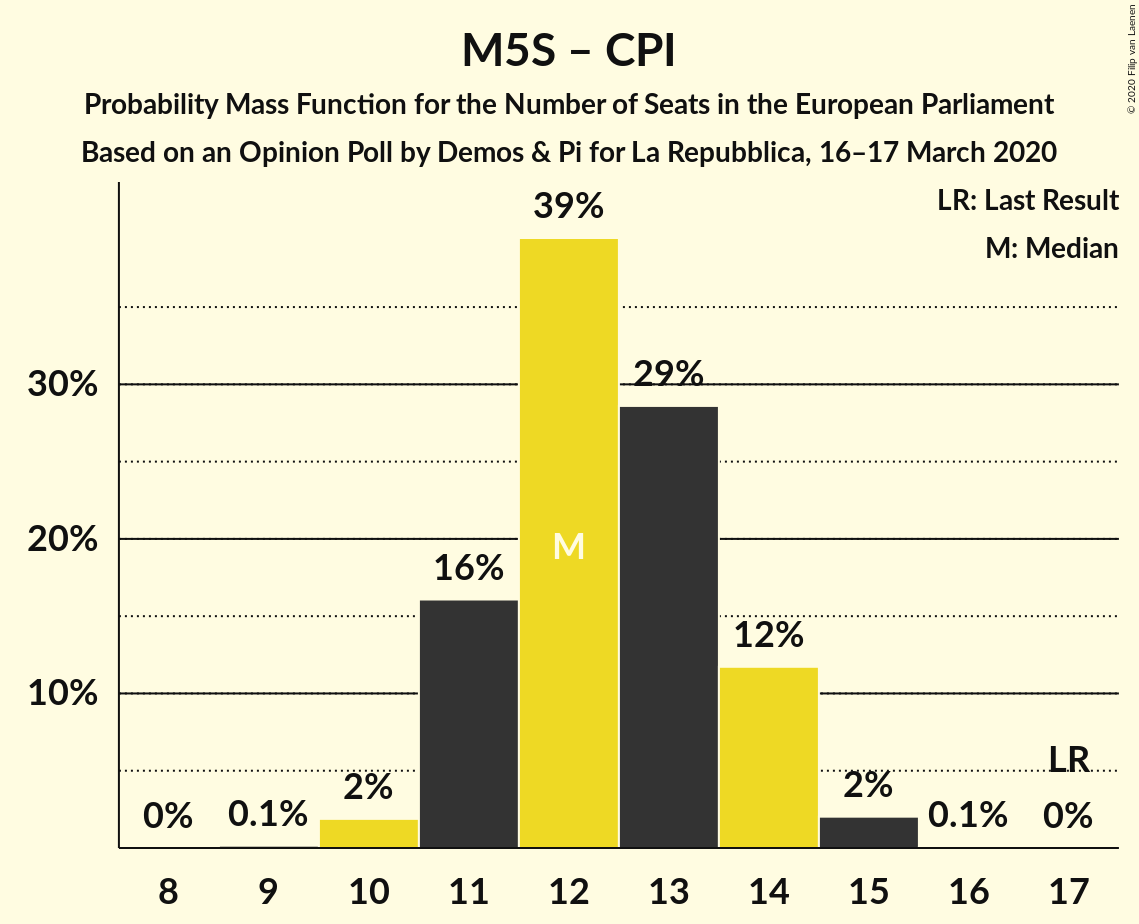 M5S – CPI
Probability Mass Function for the Number of Seats in the European Parliament
Based on an Opinion Poll by Demos & Pi for La Repubblica, 16–17 March 2020
© 2020 Filip van Laenen
LR: Last Result
M: Median
39%
30%
29%
20%
M
16%
12%
10%
LR
2%
2%
0%
0.1%
0.1%
0%
8 9 10 11 12 13 14 15 16 17